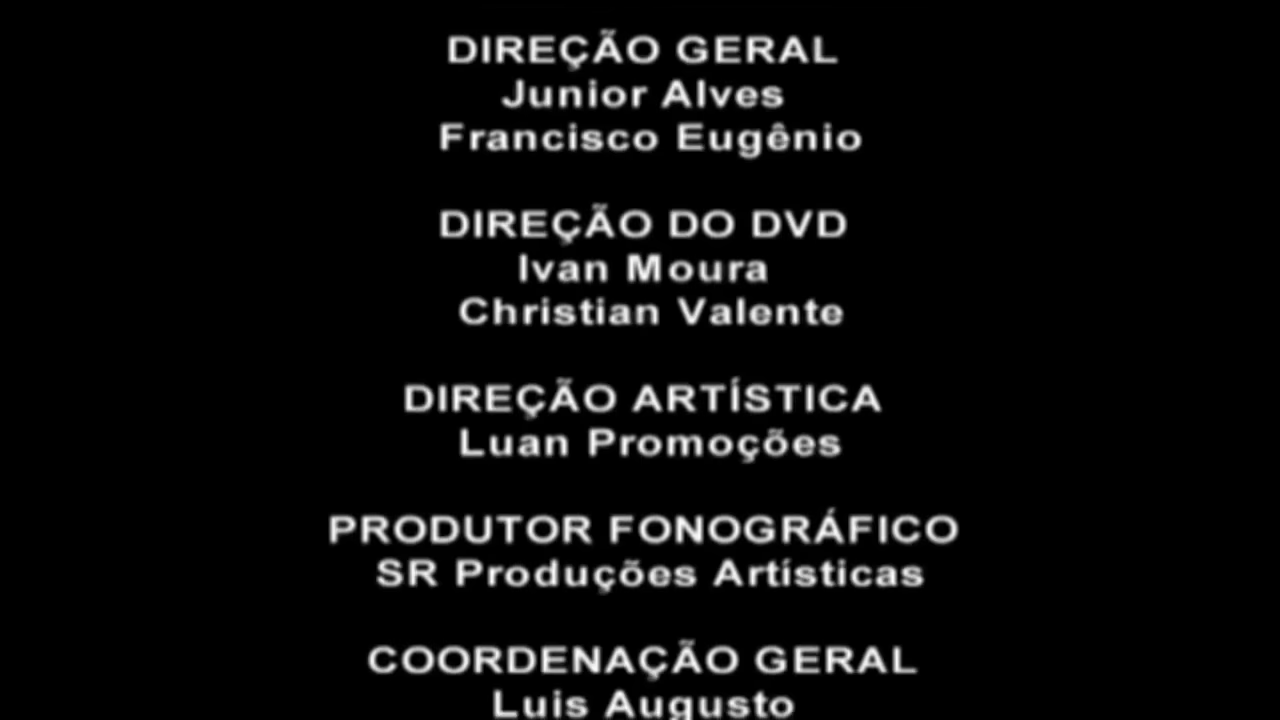 DIREÇÃO GERAL
Junior Alves
Francisco Eugênio
DIREÇÃO DO DVD
Ivan Moura
Christian Valente
DIREÇÃO ARTÍSTICA
Luan Promoções
PRODUTOR FONOGRÁFICO
SR Produções Artísticas
COORDENAÇÃO GERAL
Luis Augusto